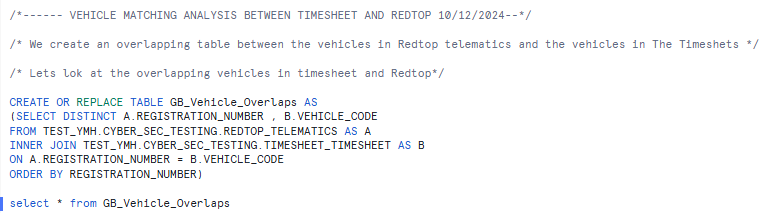 /*------ VEHICLE MATCHING ANALYSIS BETWEEN TIMESHEET AND REDTOP 10/12/2024--*/
/* We create an overlapping table between the vehicles in Redtop telematics and the vehicles in The Timeshets */
/* Lets lok at the overlapping vehicles in timesheet and Redtop*/
CREATE OR REPLACE TABLE GB_Vehicle_Overlaps AS
(SELECT DISTINCT A.REGISTRATION_NUMBER , B.VEHICLE_CODE
FROM TEST_YMH.CYBER_SEC_TESTING.REDTOP_TELEMATICS AS A
INNER JOIN TEST_YMH.CYBER_SEC_TESTING.TIMESHEET_TIMESHEET AS B
ON A.REGISTRATION_NUMBER = B.VEHICLE_CODE
ORDER BY REGISTRATION_NUMBER)
select * from GB_Vehicle_Overlaps